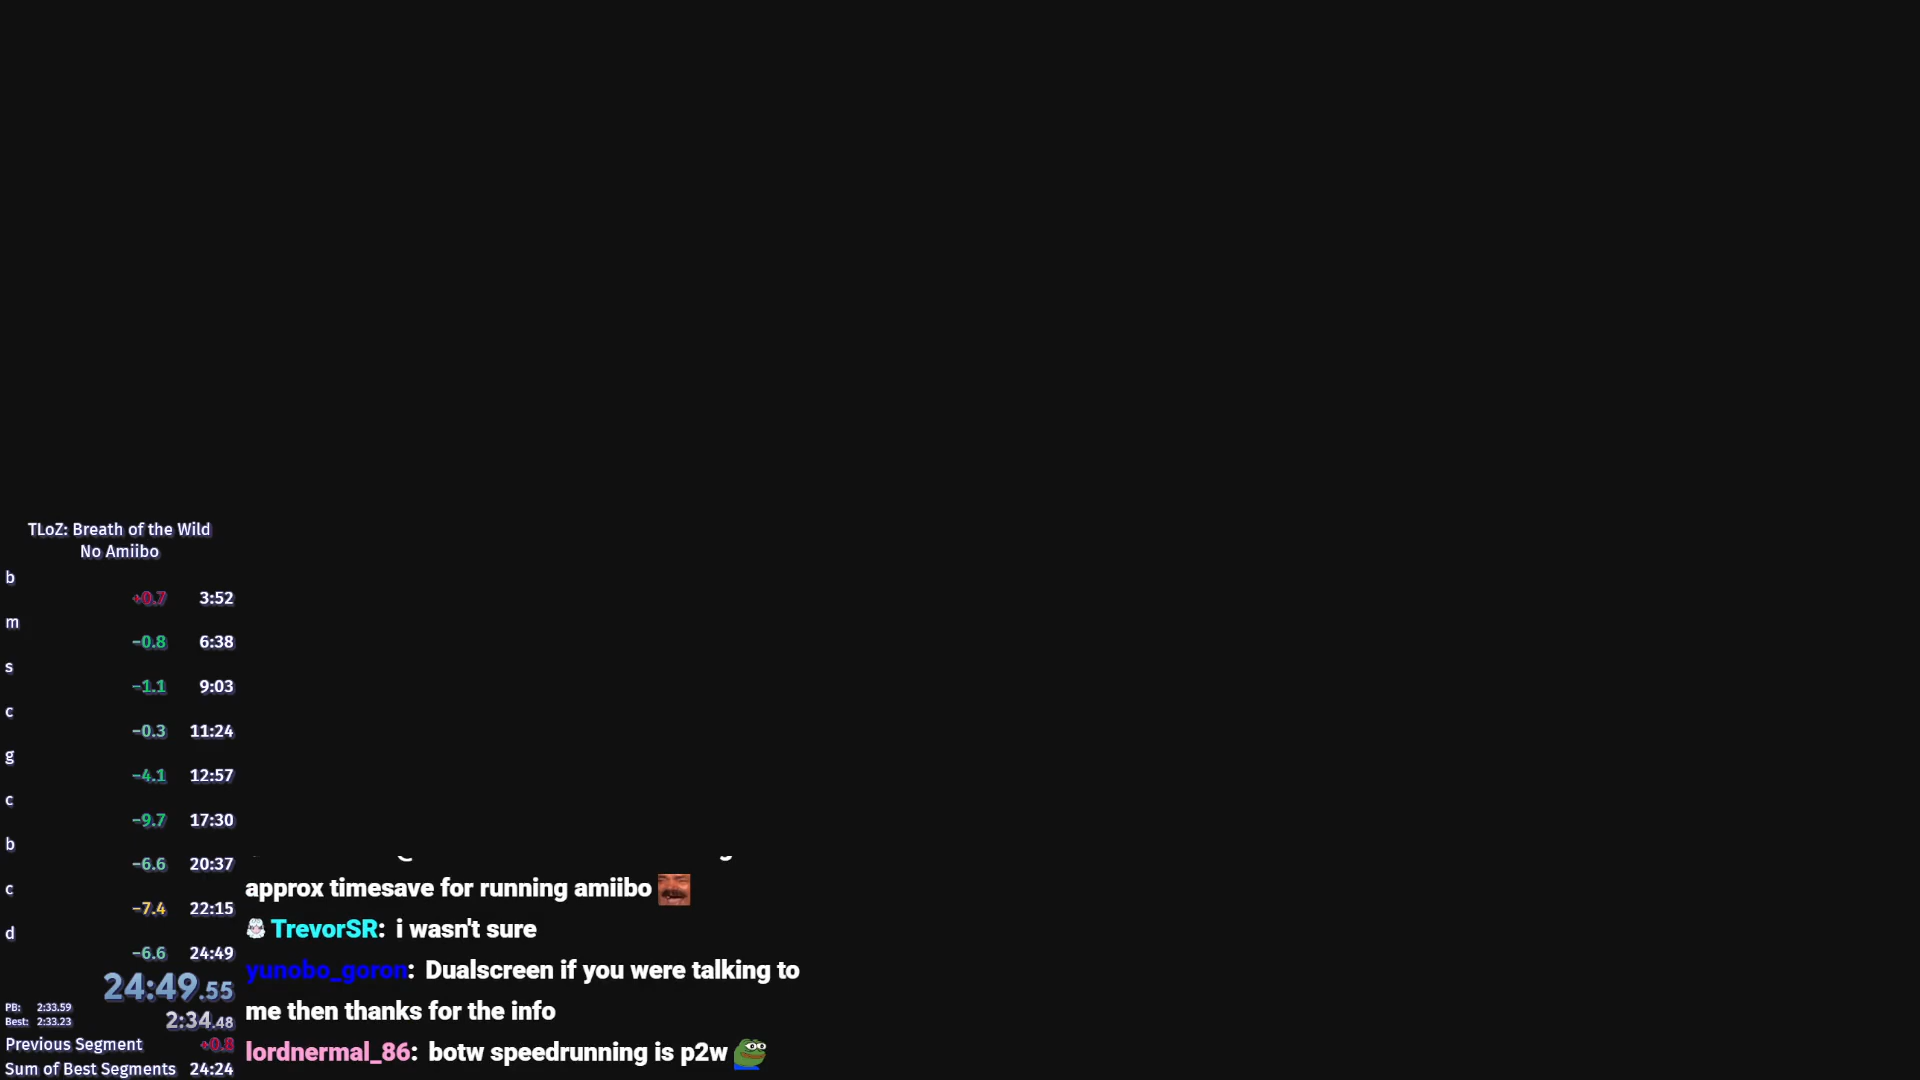 TLoZ: Breath of the Wild
No Amiibo
b
+0.7 3:52
m
−0.8 6:38
s
−1.1 9:03
c
−0.3 11:24
g
−4.1 12:57
c
−9.7 17:30
b
−6.6 20:37
c
−7.4 22:15
d
−6.6 24:49
24:49.55
PB: 2:33.59
Best: 2:33.23
2:34.48
Previous Segment +0.8
Sum of Best Segments 24:24
approx timesave for running amiibo
TrevorSR: i wasn't sure
yunobo_goron: Dualscreen if you were talking to
me then thanks for the info
lordnermal_86: botw speedrunning is p2w